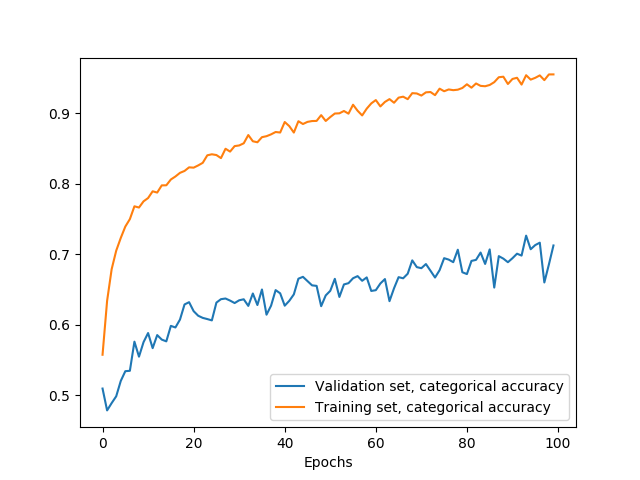 0.9
0.8
0.7
0.6
0.5
Validation set, categorical accuracy
Training set, categorical accuracy
0 20 40 60 80 100
Epochs